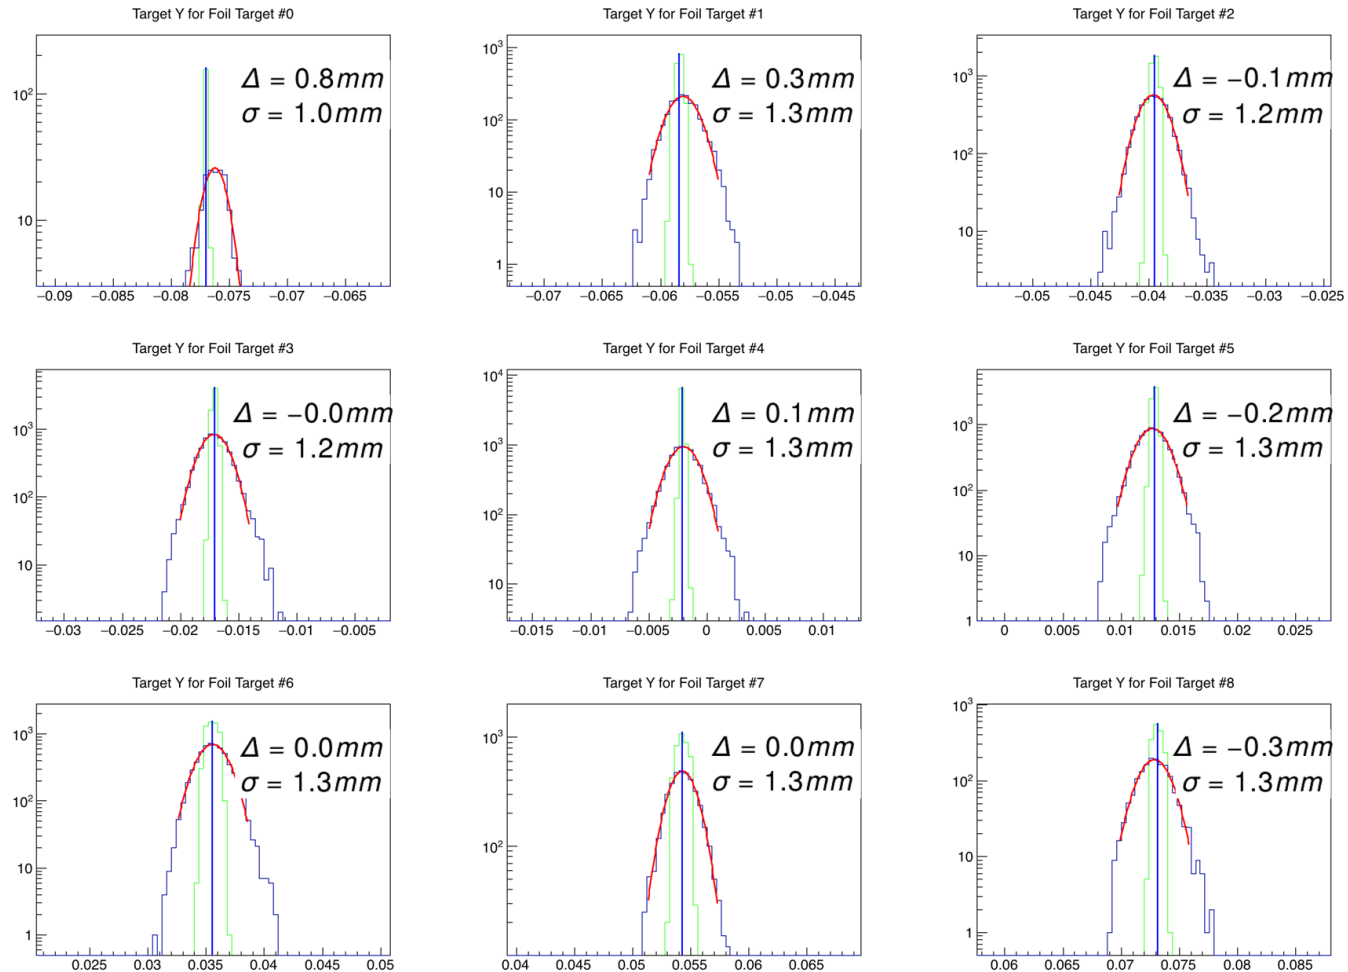 Target Y for Foil Target #0
Δ = 0.8mm
σ = 1.0mm
10²
10
−0.09 −0.085 −0.08 −0.075 −0.07 −0.065
Target Y for Foil Target #1
Δ = 0.3mm
σ = 1.3mm
10³
10²
10
1
−0.07 −0.065 −0.06 −0.055 −0.05 −0.045
Target Y for Foil Target #2
Δ = −0.1mm
σ = 1.2mm
10³
10²
10
−0.05 −0.045 −0.04 −0.035 −0.03 −0.025
Target Y for Foil Target #3
Δ = −0.0mm
σ = 1.2mm
10³
10²
10
−0.03 −0.025 −0.02 −0.015 −0.01 −0.005
Target Y for Foil Target #4
Δ = 0.1mm
σ = 1.3mm
10⁴
10³
10²
10
−0.015 −0.01 −0.005 0 0.005 0.01
Target Y for Foil Target #5
Δ = −0.2mm
σ = 1.3mm
10³
10²
10
1
0 0.005 0.01 0.015 0.02 0.025
Target Y for Foil Target #6
Δ = 0.0mm
σ = 1.3mm
10³
10²
10
1
0.025 0.03 0.035 0.04 0.045 0.05
Target Y for Foil Target #7
Δ = 0.0mm
σ = 1.3mm
10³
10²
0.04 0.045 0.05 0.055 0.06 0.065
Target Y for Foil Target #8
Δ = −0.3mm
σ = 1.3mm
10³
10²
10
1
0.06 0.065 0.07 0.075 0.08 0.085